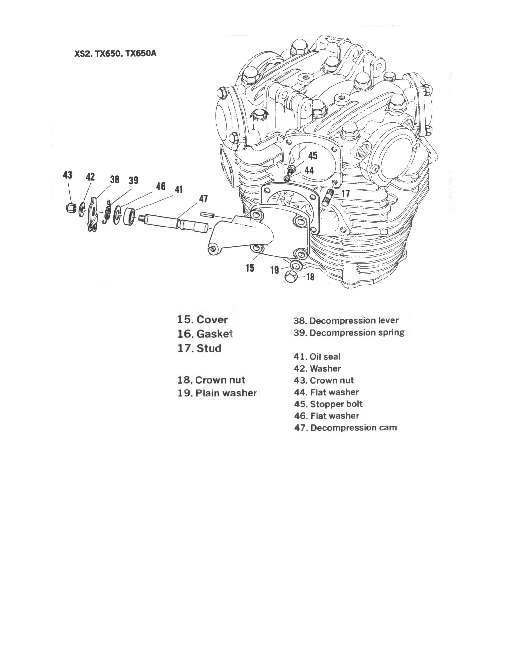 XS2, TX650, TX650A
45
44
43
42
38
39
46
41
47
17
15
19
18
15. Cover
16. Gasket
17. Stud
18. Crown nut
19. Plain washer
38. Decompression lever
39. Decompression spring
41. Oil seal
42. Washer
43. Crown nut
44. Flat washer
45. Stopper bolt
46. Flat washer
47. Decompression cam